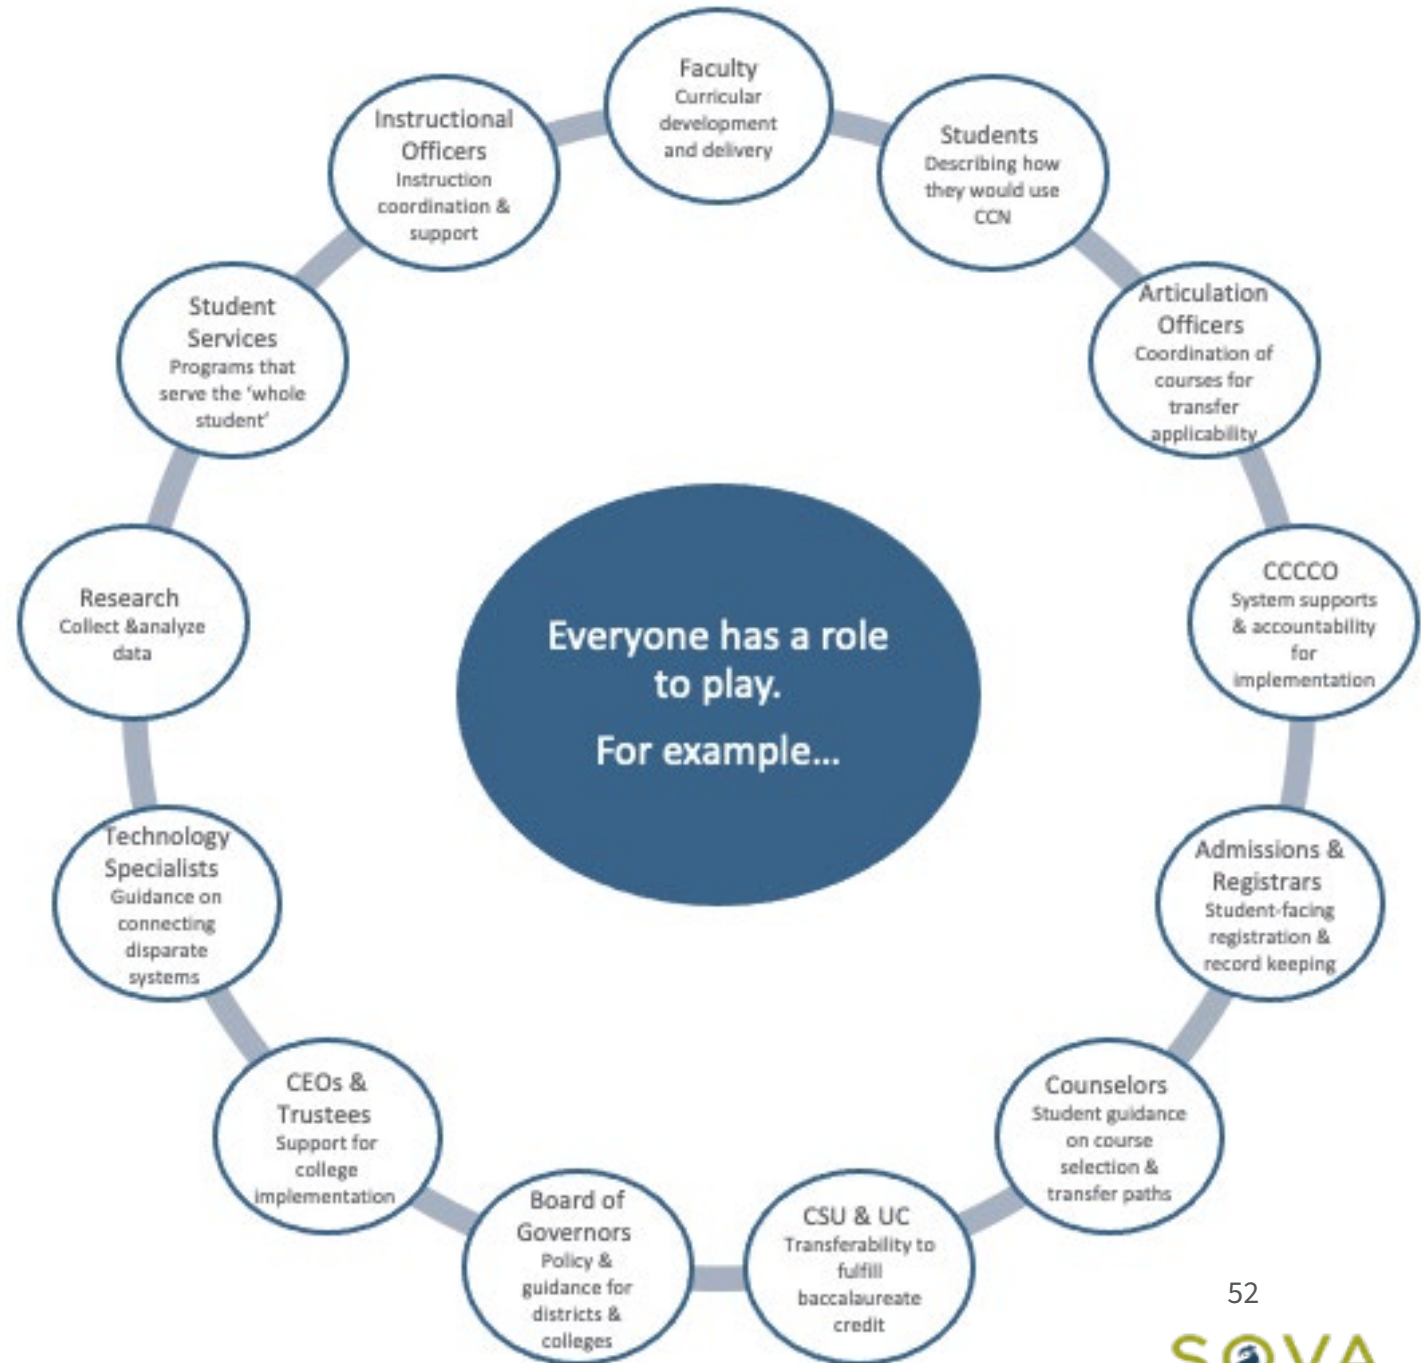 Faculty
Curricular
development
and delivery
Students
Describing how
they would use
CCN
Articulation
Officers
Coordination of
courses for
transfer
applicability
CCCCO
System supports
& accountability
for
implementation
Admissions &
Registrars
Student-facing
registration &
record keeping
Counselors
Student guidance
on course
selection &
transfer paths
CSU & UC
Transferability to
fulfill
baccalaureate
credit
Board of
Governors
Policy &
guidance for
districts &
colleges
CEOs &
Trustees
Support for
college
implementation
Technology
Specialists
Guidance on
connecting
disparate
systems
Research
Collect &analyze
data
Student
Services
Programs that
serve the ‘whole
student’
Instructional
Officers
Instruction
coordination &
support
Everyone has a role
to play.
For example...
52
SOVA